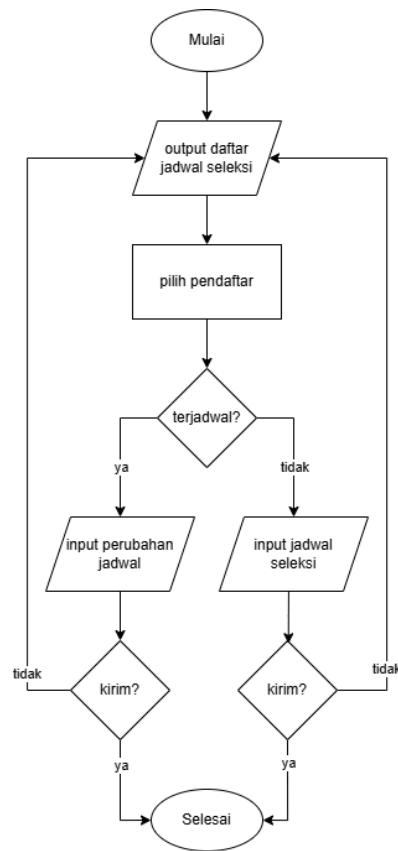 Mulai
output daftar
jadwal seleksi
pilih pendaftar
terjadwal?
ya
tidak
input perubahan
jadwal
input jadwal
seleksi
tidak
kirim?
kirim?
tidak
ya
ya
Selesai